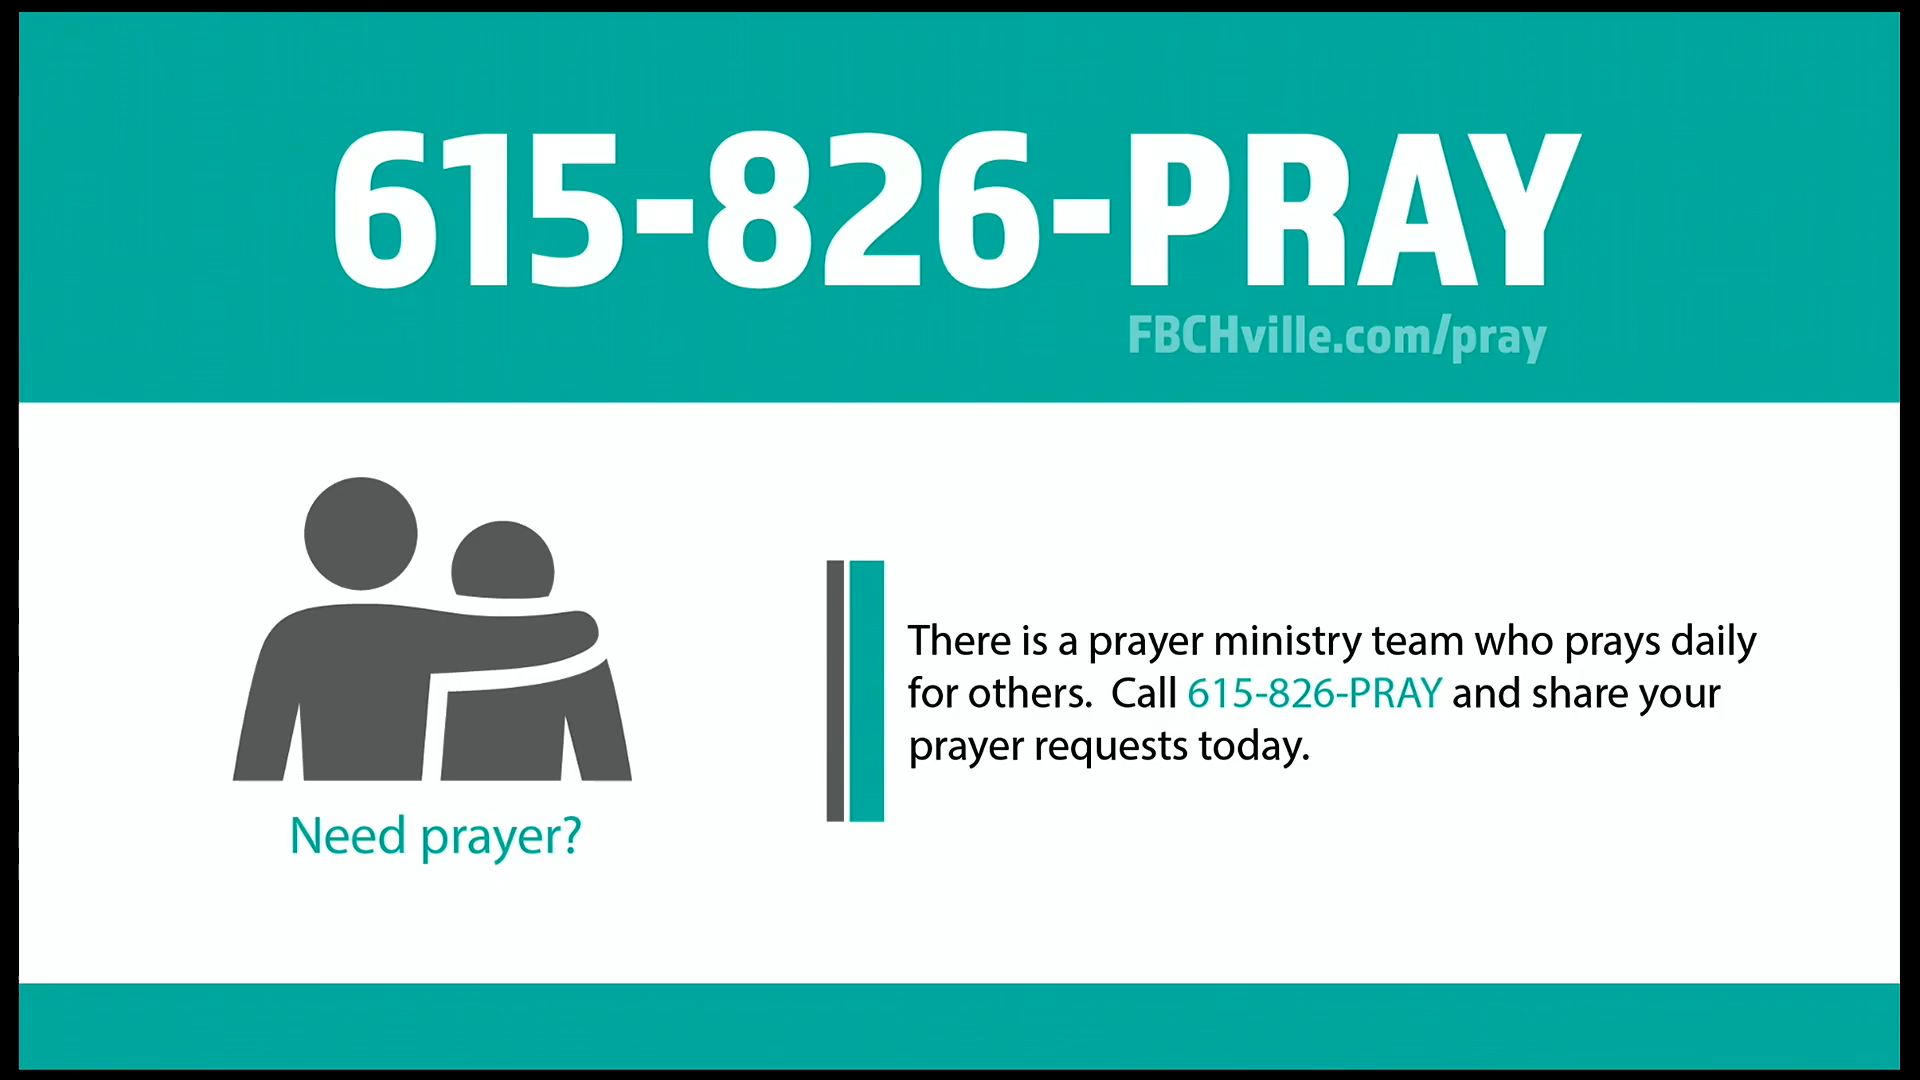 615-826-PRAY
FBCHville.com/pray
Need prayer?
There is a prayer ministry team who prays daily
for others.  Call 615-826-PRAY and share your
prayer requests today.